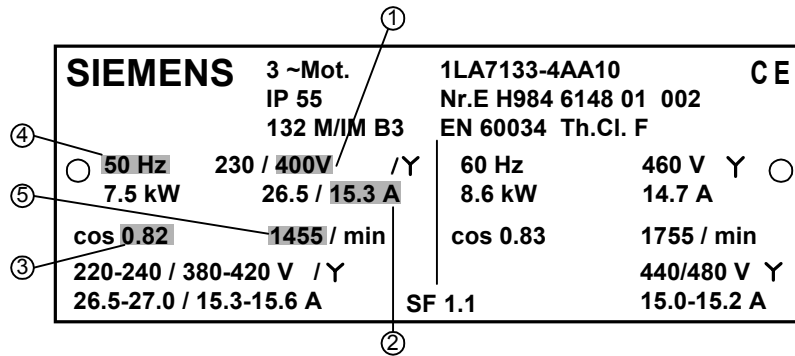 ①
SIEMENS 3 ~Mot. 1LA7133-4AA10 CE
IP 55 Nr.E H984 6148 01 002
132 M/IM B3 EN 60034 Th.Cl. F
④
50 Hz 230 / 400V / Y 60 Hz 460 V Y
⑤
7.5 kW 26.5 / 15.3 A 8.6 kW 14.7 A
cos 0.82 1455 / min cos 0.83 1755 / min
③
220-240 / 380-420 V / Y 440/480 V Y
26.5-27.0 / 15.3-15.6 A SF 1.1 15.0-15.2 A
②